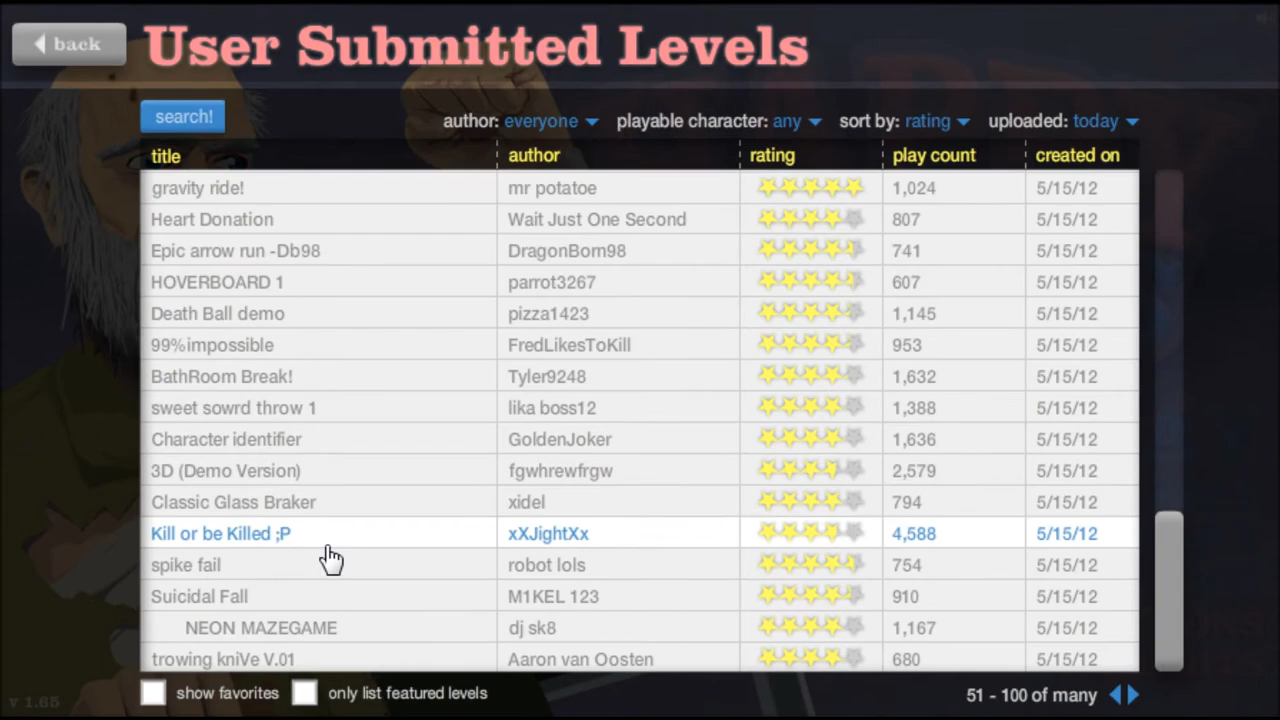 back
User Submitted Levels
search!
author: everyone playable character: any sort by: rating uploaded: today
title author rating play count created on
gravity ride! mr potatoe 1,024 5/15/12
Heart Donation Wait Just One Second 807 5/15/12
Epic arrow run -Db98 DragonBorn98 741 5/15/12
HOVERBOARD 1 parrot3267 607 5/15/12
Death Ball demo pizza1423 1,145 5/15/12
99%impossible FredLikesToKill 953 5/15/12
BathRoom Break! Tyler9248 1,632 5/15/12
sweet sowrd throw 1 lika boss12 1,388 5/15/12
Character identifier GoldenJoker 1,636 5/15/12
3D (Demo Version) fgwhrewfrgw 2,579 5/15/12
Classic Glass Braker xidel 794 5/15/12
Kill or be Killed ;P xXJightXx 4,588 5/15/12
spike fail robot lols 754 5/15/12
Suicidal Fall M1KEL 123 910 5/15/12
NEON MAZEGAME dj sk8 1,167 5/15/12
trowing kniVe V.01 Aaron van Oosten 680 5/15/12
show favorites only list featured levels 51 - 100 of many
v 1.65